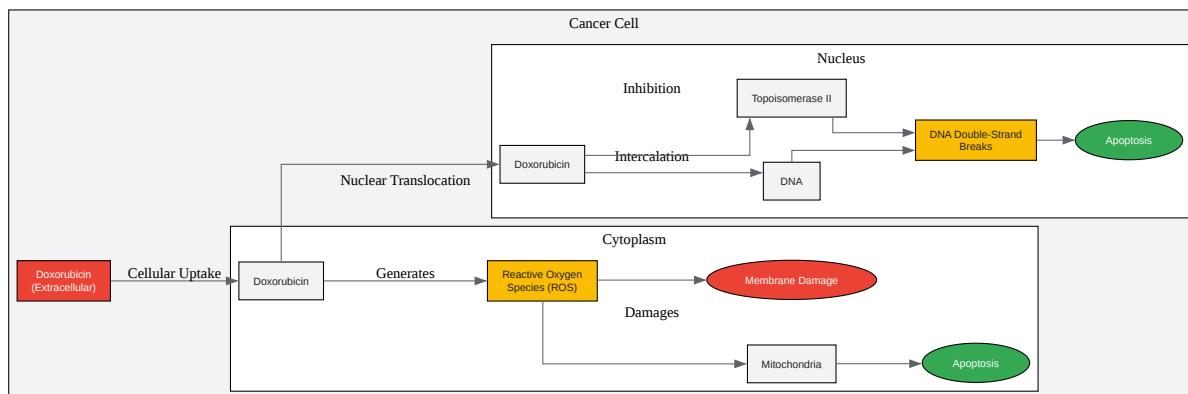 Cancer Cell
Nucleus
Inhibition
Topoisomerase II
Doxorubicin
Intercalation
DNA
DNA Double-Strand
Breaks
Apoptosis
Nuclear Translocation
Cytoplasm
Doxorubicin
(Extracellular)
Cellular Uptake
Doxorubicin
Generates
Reactive Oxygen
Species (ROS)
Membrane Damage
Damages
Mitochondria
Apoptosis